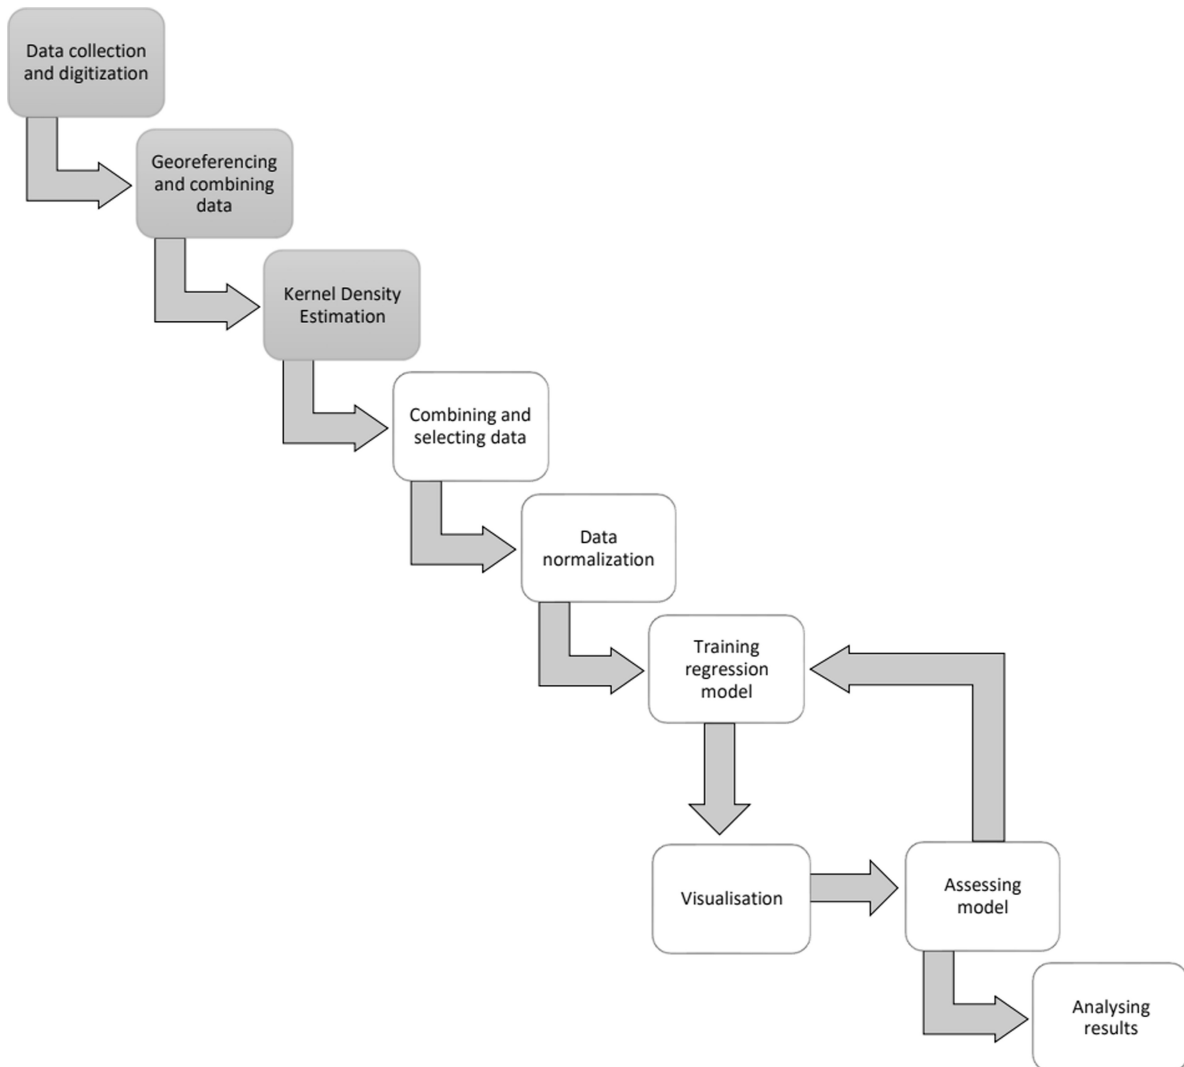 Data collection
and digitization
Georeferencing
and combining
data
Kernel Density
Estimation
Combining and
selecting data
Data
normalization
Training
regression
model
Visualisation
Assessing
model
Analysing
results